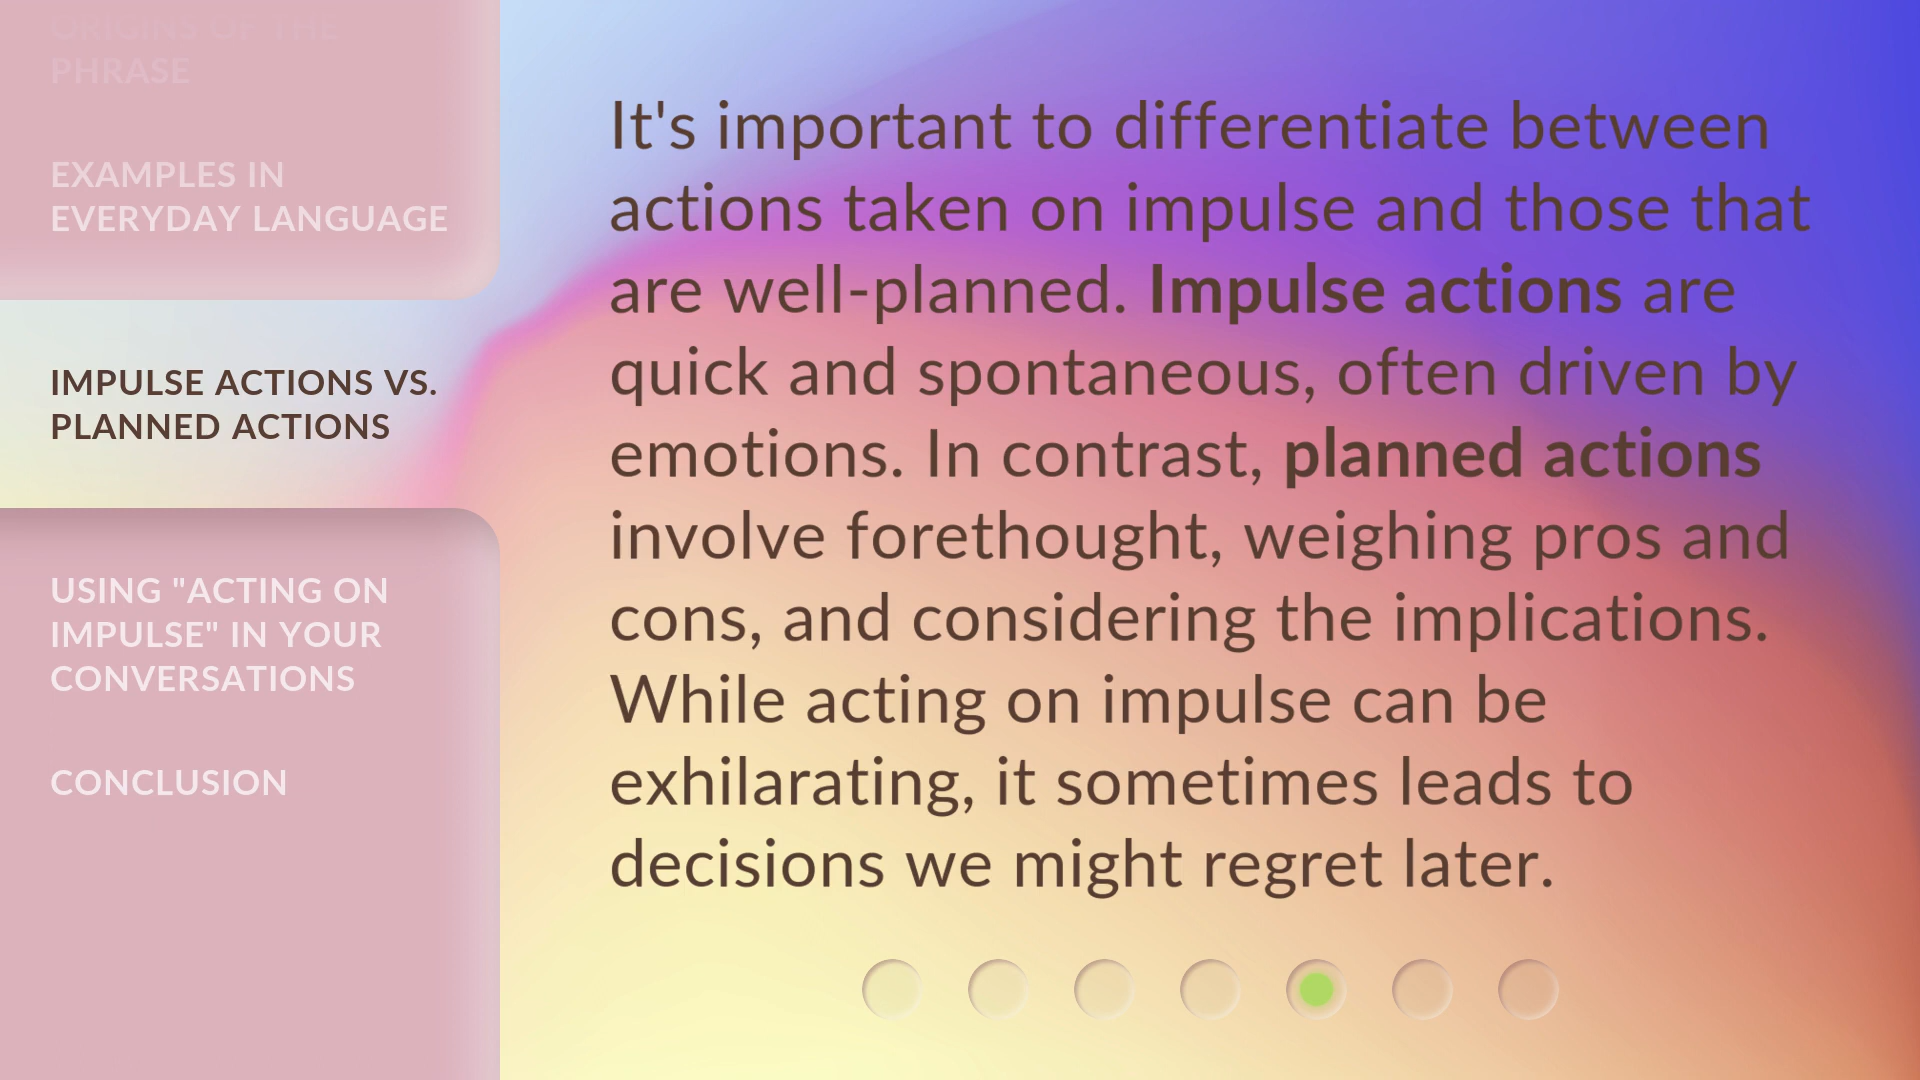 ORIGINS OF THE
PHRASE
EXAMPLES IN
EVERYDAY LANGUAGE
IMPULSE ACTIONS VS.
PLANNED ACTIONS
USING "ACTING ON
IMPULSE" IN YOUR
CONVERSATIONS
CONCLUSION
It's important to differentiate between
actions taken on impulse and those that
are well-planned. Impulse actions are
quick and spontaneous, often driven by
emotions. In contrast, planned actions
involve forethought, weighing pros and
cons, and considering the implications.
While acting on impulse can be
exhilarating, it sometimes leads to
decisions we might regret later.